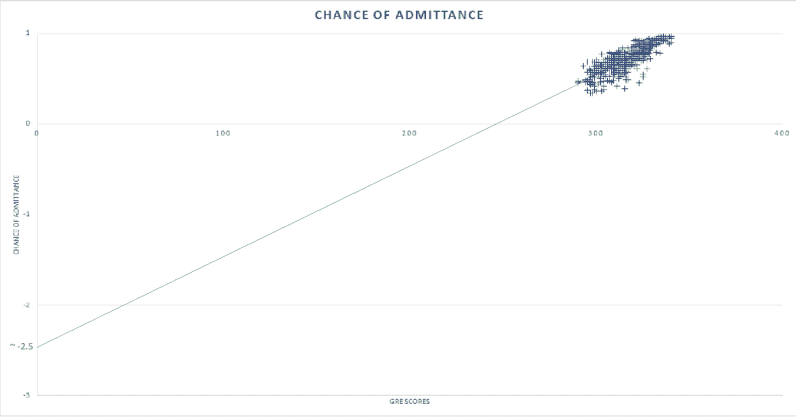 CHANCE OF ADMITTANCE
1
0
0 100 200 300 400
CHANCE OF ADMITTANCE
-1
-2
~ -2.5
-3
GRE SCORES